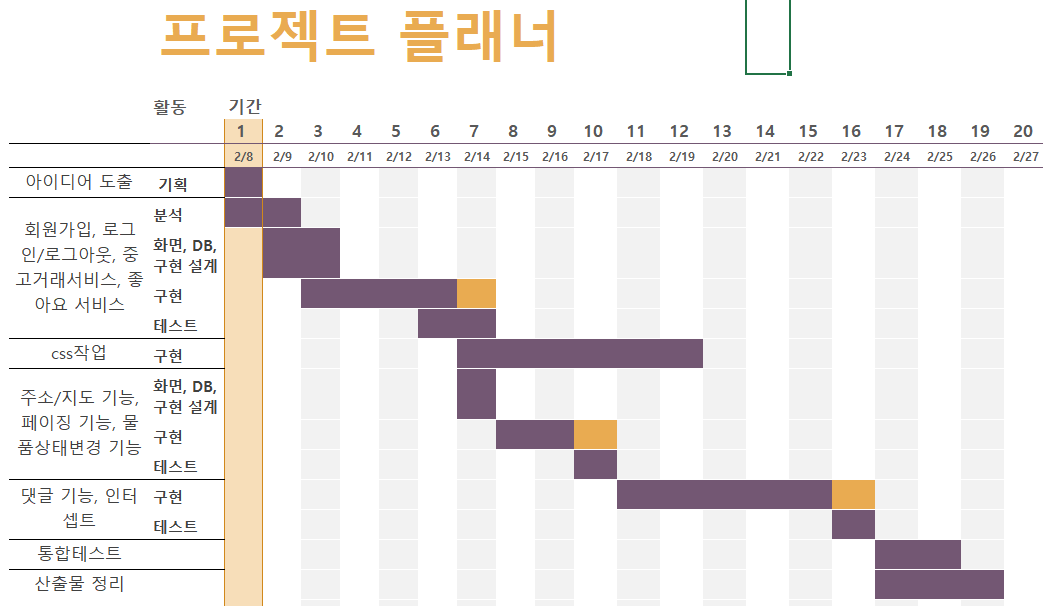 프로젝트 플래너
활동 기간
1 2 3 4 5 6 7 8 9 10 11 12 13 14 15 16 17 18 19 20
2/8 2/9 2/10 2/11 2/12 2/13 2/14 2/15 2/16 2/17 2/18 2/19 2/20 2/21 2/22 2/23 2/24 2/25 2/26 2/27
아이디어 도출 기획
회원가입, 로그
인/로그아웃, 중
고거래서비스, 좋
아요 서비스
분석
화면, DB,
구현 설계
구현
테스트
css작업 구현
주소/지도 기능,
페이징 기능, 물
품상태변경 기능
화면, DB,
구현 설계
구현
테스트
댓글 기능, 인터
셉트
구현
테스트
통합테스트
산출물 정리